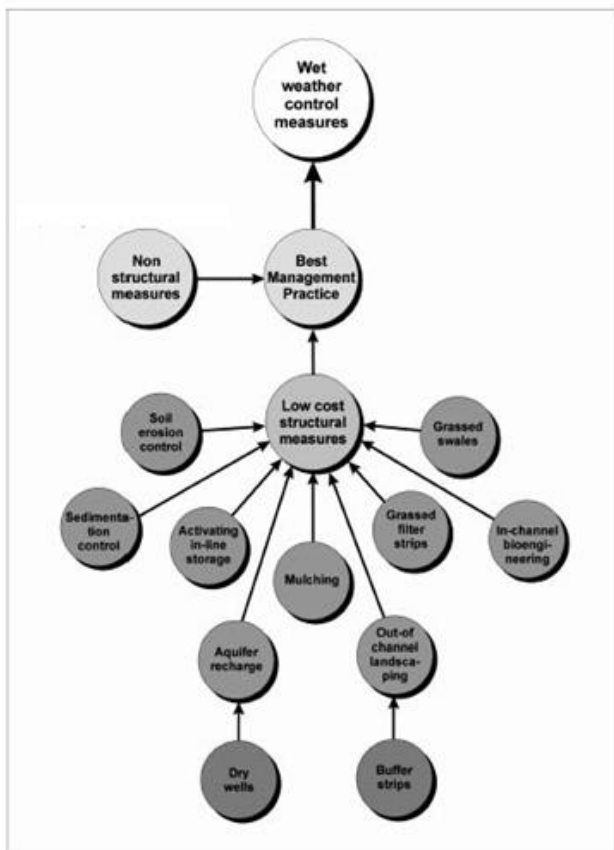 Wet
weather
control
measures
Non
structural
measures
Best
Management
Practice
Low cost
structural
measures
Soil
erosion
control
Grassed
swales
Sedimenta-
tion
control
Activating
in-line
storage
Mulching
Grassed
filter
strips
In-channel
bioengi-
neering
Aquifer
recharge
Out-of
channel
landsca-
ping
Dry
wells
Buffer
strips